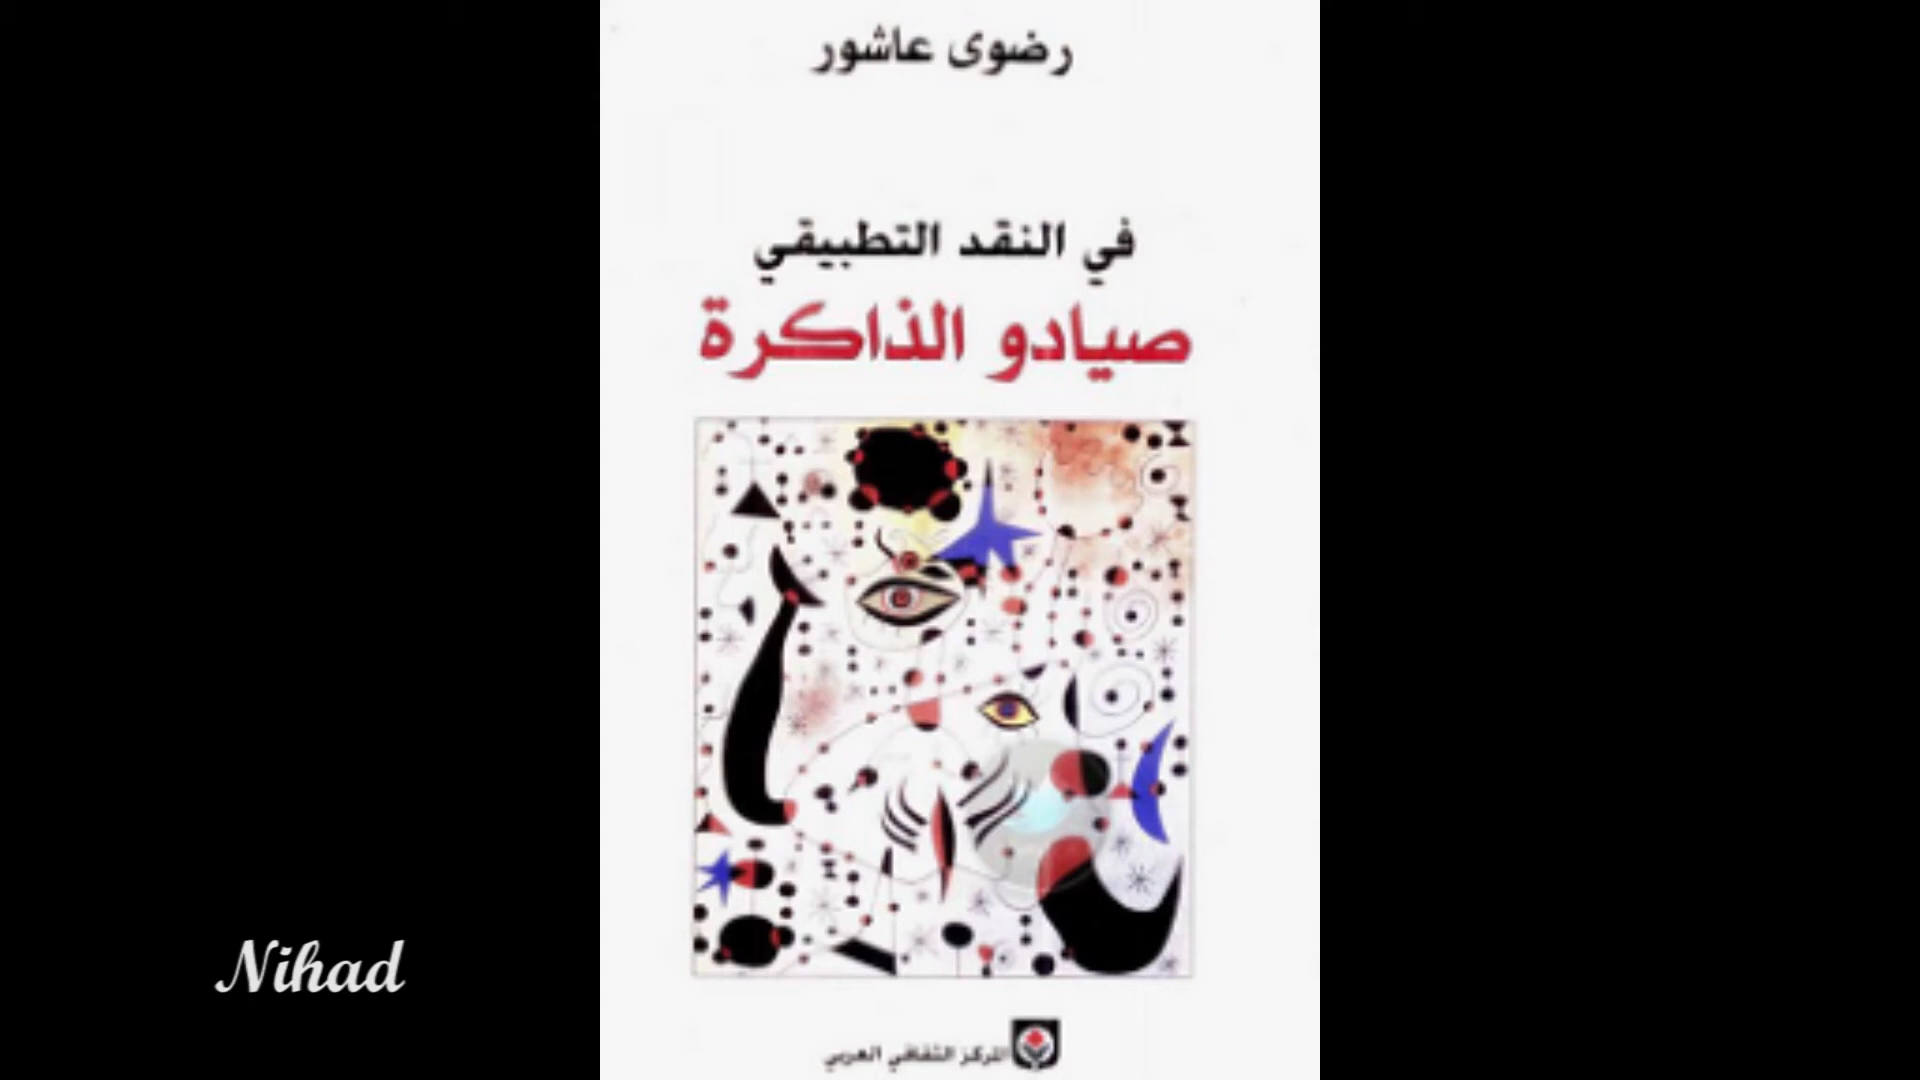 رضوى عاشور
في النقد التطبيقي
صيادو الذاكرة
المركز الثقافي العربي
Nihad